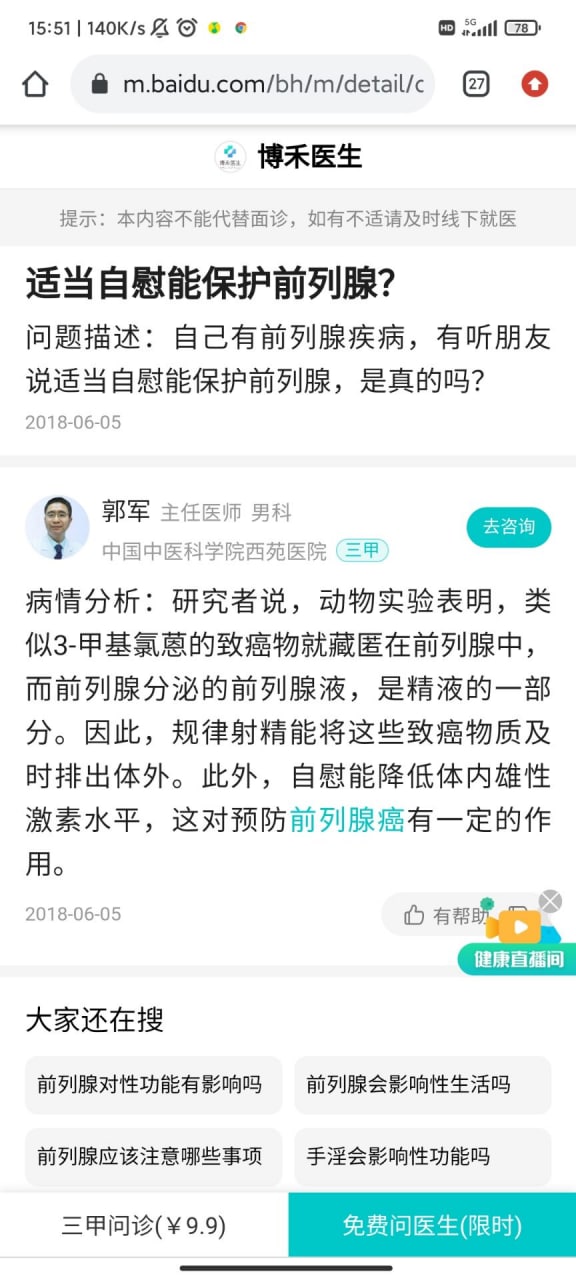 15:51 | 140K/s
HD 5G 78
m.baidu.com/bh/m/detail/c
27
博禾医生
提示：本内容不能代替面诊，如有不适请及时线下就医
适当自慰能保护前列腺?
问题描述：自己有前列腺疾病，有听朋友
说适当自慰能保护前列腺，是真的吗?
2018-06-05
郭军 主任医师 男科
去咨询
中国中医科学院西苑医院 三甲
病情分析：研究者说，动物实验表明，类
似3-甲基氯蒽的致癌物就藏匿在前列腺中，
而前列腺分泌的前列腺液，是精液的一部
分。因此，规律射精能将这些致癌物质及
时排出体外。此外，自慰能降低体内雄性
激素水平，这对预防前列腺癌有一定的作
用。
2018-06-05
有帮助
健康直播间
大家还在搜
前列腺对性功能有影响吗
前列腺会影响性生活吗
前列腺应该注意哪些事项
手淫会影响性功能吗
三甲问诊(￥9.9)
免费问医生(限时)